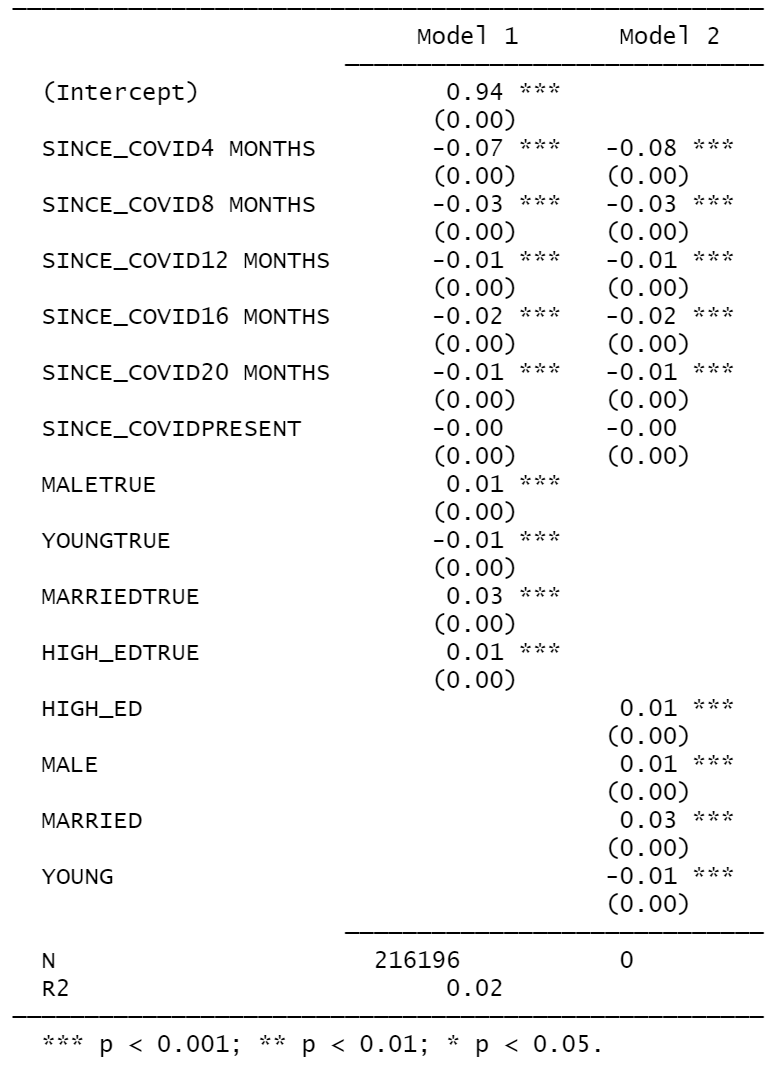 Model 1 Model 2
(Intercept) 0.94 ***
(0.00)
SINCE_COVID4 MONTHS -0.07 *** -0.08 ***
(0.00) (0.00)
SINCE_COVID8 MONTHS -0.03 *** -0.03 ***
(0.00) (0.00)
SINCE_COVID12 MONTHS -0.01 *** -0.01 ***
(0.00) (0.00)
SINCE_COVID16 MONTHS -0.02 *** -0.02 ***
(0.00) (0.00)
SINCE_COVID20 MONTHS -0.01 *** -0.01 ***
(0.00) (0.00)
SINCE_COVIDPRESENT -0.00 -0.00
(0.00) (0.00)
MALETRUE 0.01 ***
(0.00)
YOUNGTRUE -0.01 ***
(0.00)
MARRIEDTRUE 0.03 ***
(0.00)
HIGH_EDTRUE 0.01 ***
(0.00)
HIGH_ED 0.01 ***
(0.00)
MALE 0.01 ***
(0.00)
MARRIED 0.03 ***
(0.00)
YOUNG -0.01 ***
(0.00)
N 216196 0
R2 0.02
*** p < 0.001; ** p < 0.01; * p < 0.05.